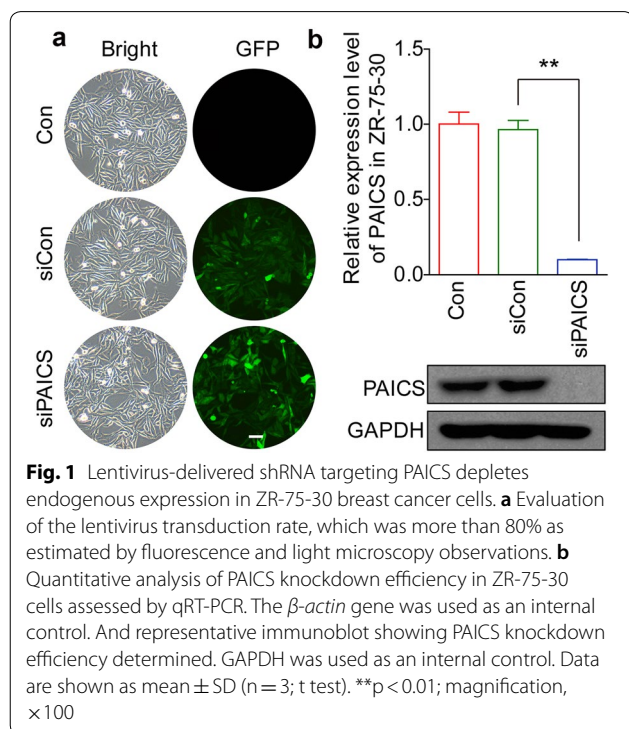 a
Bright GFP
Con
siCon
siPAICS
b
Relative expression level
of PAICS in ZR-75-30
1.5
1.0
0.5
0.0
**
Con siCon siPAICS
PAICS
GAPDH
Fig. 1 Lentivirus-delivered shRNA targeting PAICS depletes
endogenous expression in ZR-75-30 breast cancer cells. a Evaluation
of the lentivirus transduction rate, which was more than 80% as
estimated by fluorescence and light microscopy observations. b
Quantitative analysis of PAICS knockdown efficiency in ZR-75-30
cells assessed by qRT-PCR. The β-actin gene was used as an internal
control. And representative immunoblot showing PAICS knockdown
efficiency determined. GAPDH was used as an internal control. Data
are shown as mean ± SD (n = 3; t test). **p < 0.01; magnification,
×100